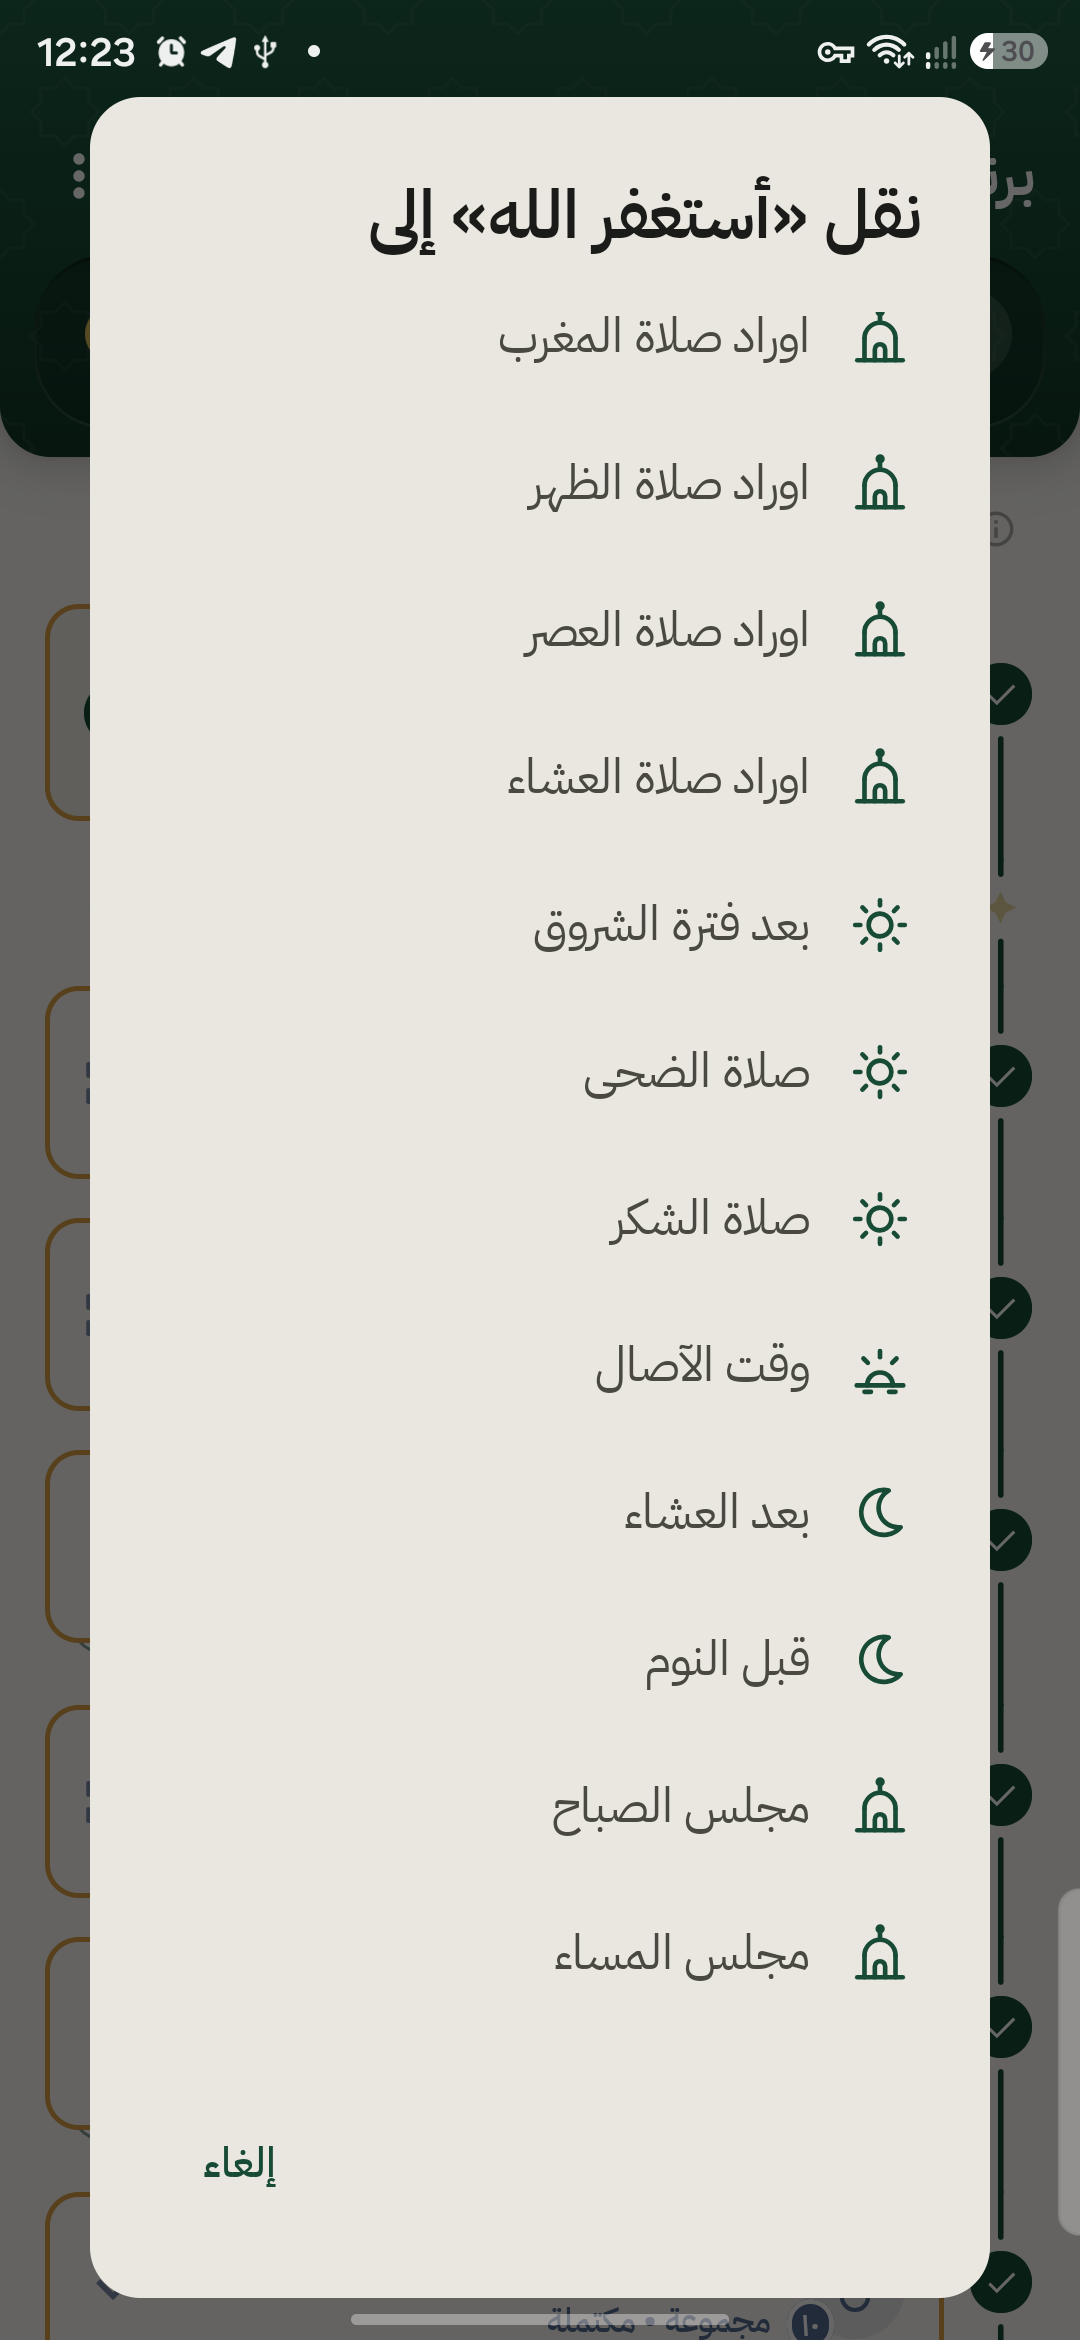 12:23
30
نقل «أستغفر الله» إلى
اوراد صلاة المغرب
اوراد صلاة الظهر
اوراد صلاة العصر
اوراد صلاة العشاء
بعد فترة الشروق
صلاة الضحى
صلاة الشكر
وقت الآصال
بعد العشاء
قبل النوم
مجلس الصباح
مجلس المساء
إلغاء
١٠ مجموعة • مكتملة